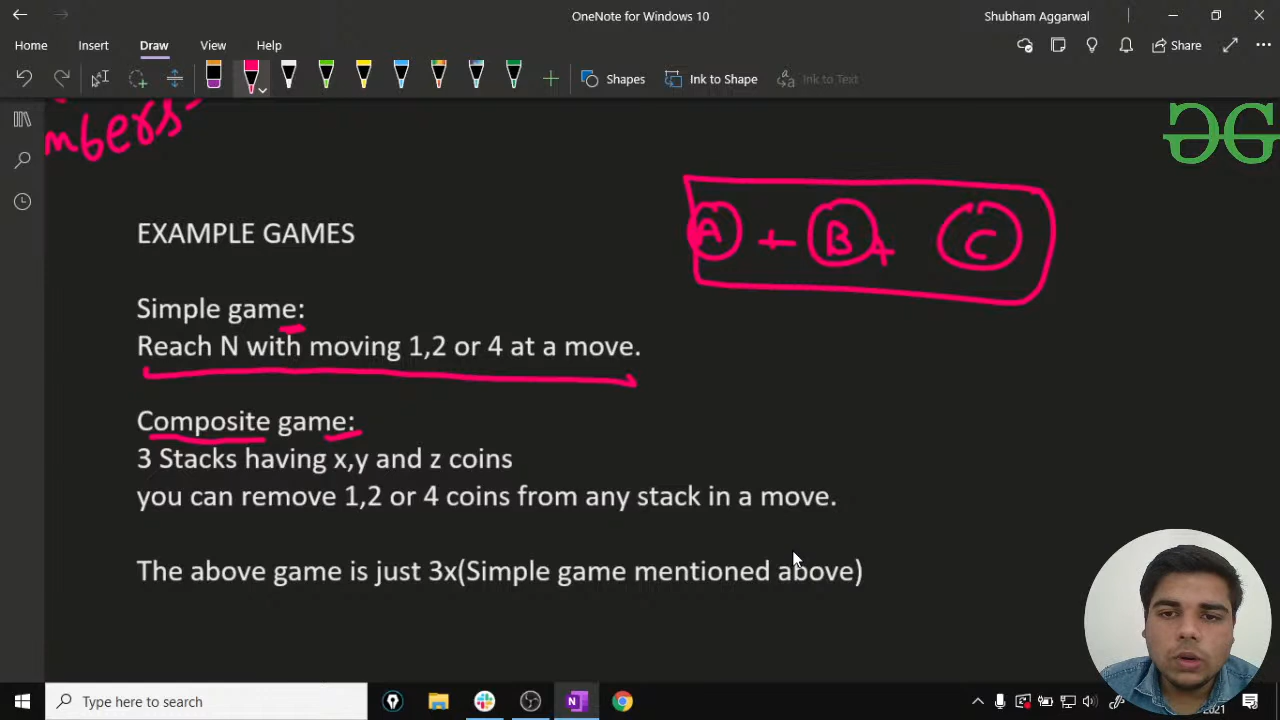 OneNote for Windows 10
Shubham Aggarwal
Home Insert Draw View Help
Share
Shapes
Ink to Shape
Ink to Text
mbers
A + B + C
EXAMPLE GAMES
Simple game:
Reach N with moving 1,2 or 4 at a move.
Composite game:
3 Stacks having x,y and z coins
you can remove 1,2 or 4 coins from any stack in a move.
The above game is just 3x(Simple game mentioned above)
Type here to search
2021